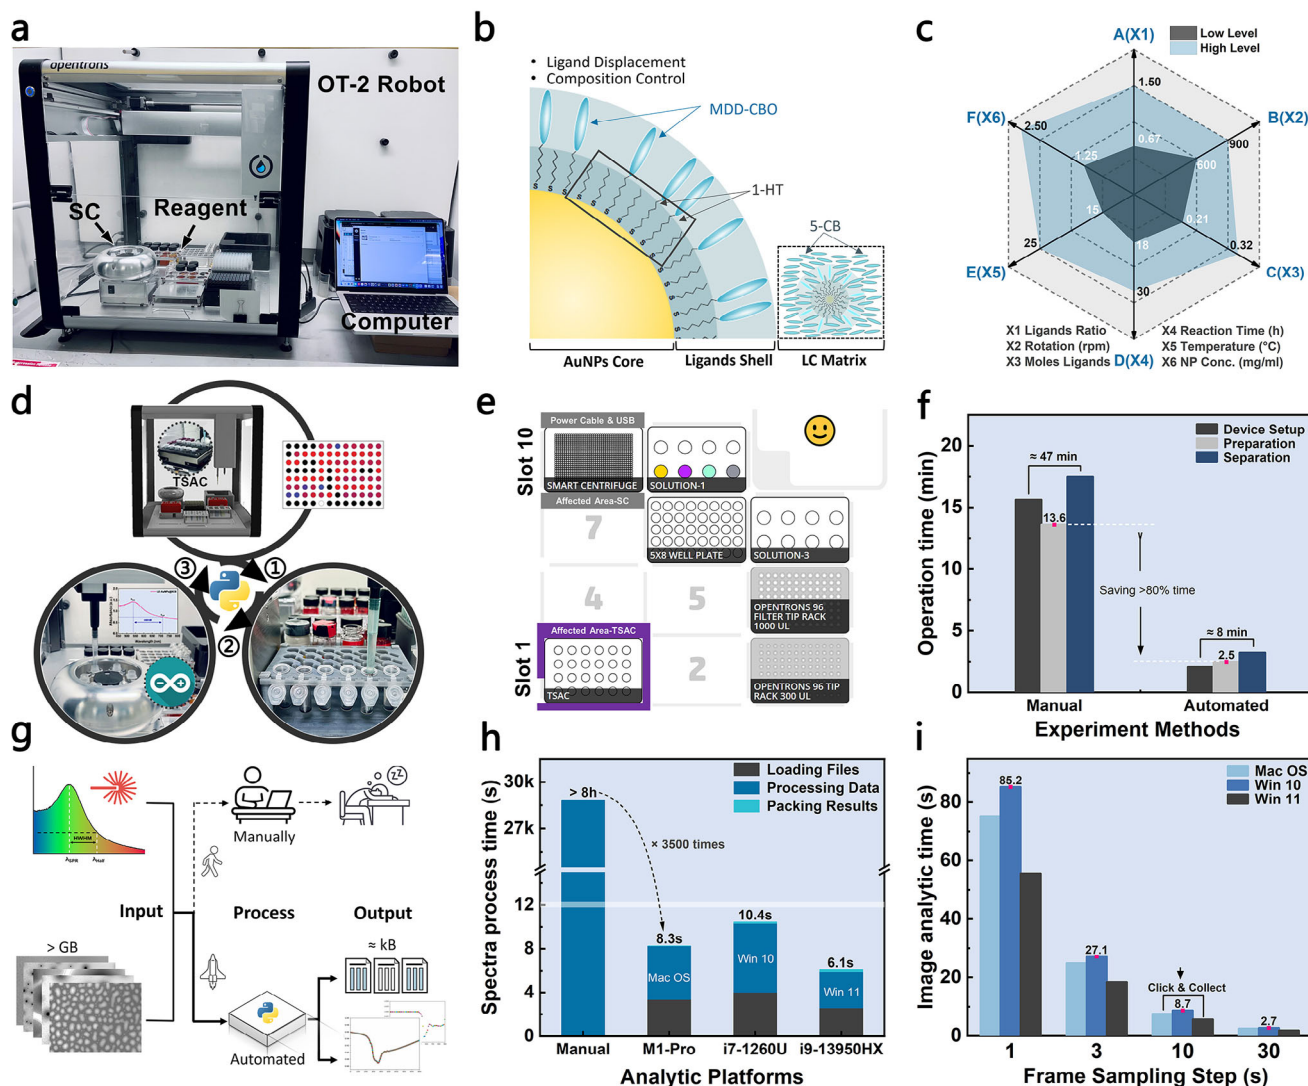 a
opentrons
OT-2 Robot
SC
Reagent
Computer
b
• Ligand Displacement
• Composition Control
MDD-CBO
1-HT
5-CB
s s s s s s s s s s
AuNPs Core
Ligands Shell
LC Matrix
c
Low Level
High Level
A(X1)
1.50
F(X6)
2.50
B(X2)
900
0.67
1.25
600
15
0.21
18
25
0.32
E(X5)
C(X3)
30
X1 Ligands Ratio
X2 Rotation (rpm)
X3 Moles Ligands
D(X4)
X4 Reaction Time (h)
X5 Temperature (°C)
X6 NP Conc. (mg/ml)
d
TSAC
③
①
②
e
Slot 10
Slot 1
Power Cable & USB
SMART CENTRIFUGE
SOLUTION-1
Affected Area-SC
7
5X8 WELL PLATE
SOLUTION-3
4
5
OPENTRONS 96
FILTER TIP RACK
1000 UL
Affected Area-TSAC
TSAC
2
OPENTRONS 96 TIP
RACK 300 UL
f
Device Setup
Preparation
Separation
20
15
10
5
0
Operation time (min)
≈ 47 min
13.6
Saving >80% time
≈ 8 min
2.5
Manual
Automated
Experiment Methods
g
HWHM
λSPR
λHalf
Manually
ZZ
Input
Process
Output
> GB
≈ kB
Automated
h
Loading Files
Processing Data
Packing Results
30k
27k
12
8
4
0
Spectra process time (s)
> 8h
× 3500 times
8.3s
10.4s
6.1s
Mac OS
Win 10
Win 11
Manual
M1-Pro
i7-1260U
i9-13950HX
Analytic Platforms
i
Mac OS
Win 10
Win 11
80
60
40
20
0
Image analytic time (s)
85.2
27.1
Click & Collect
8.7
2.7
1
3
10
30
Frame Sampling Step (s)